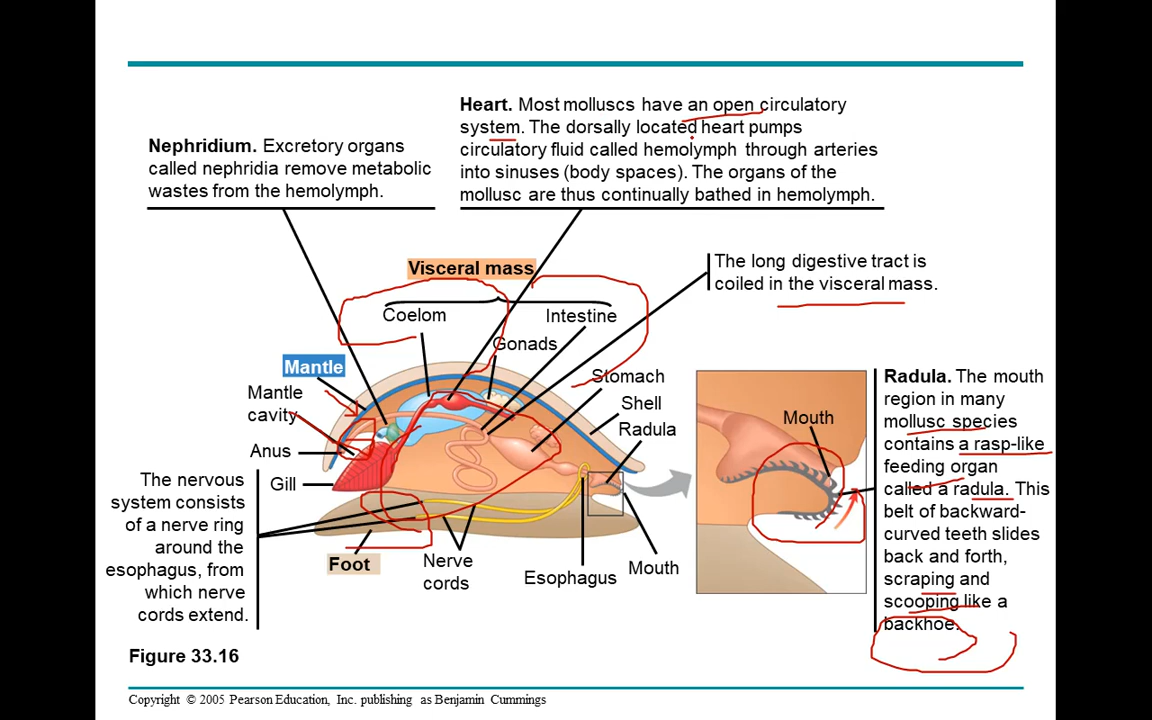 Heart. Most molluscs have an open circulatory
system. The dorsally located heart pumps
circulatory fluid called hemolymph through arteries
into sinuses (body spaces). The organs of the
mollusc are thus continually bathed in hemolymph.
Nephridium. Excretory organs
called nephridia remove metabolic
wastes from the hemolymph.
Visceral mass
The long digestive tract is
coiled in the visceral mass.
Coelom
Intestine
Gonads
Mantle
Stomach
Mantle
cavity
Shell
Radula
Anus
Gill
The nervous
system consists
of a nerve ring
around the
esophagus, from
which nerve
cords extend.
Foot
Nerve
cords
Esophagus
Mouth
Mouth
Radula. The mouth
region in many
mollusc species
contains a rasp-like
feeding organ
called a radula. This
belt of backward-
curved teeth slides
back and forth,
scraping and
scooping like a
backhoe.
Figure 33.16
Copyright © 2005 Pearson Education, Inc. publishing as Benjamin Cummings